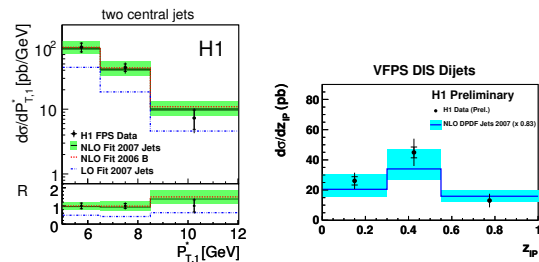 two central jets
H1
dσ/dP*T,1 [pb/GeV]
10²
10
1
H1 FPS Data
NLO Fit 2007 Jets
NLO Fit 2006 B
LO Fit 2007 Jets
R
2
1
0
6 8 10 12
P*T,1 [GeV]
VFPS DIS Dijets
H1 Preliminary
H1 Data (Prel.)
NLO DPDF Jets 2007 (x 0.83)
dσ/dzIP (pb)
80
60
40
20
0
0 0.2 0.4 0.6 0.8 1
zIP